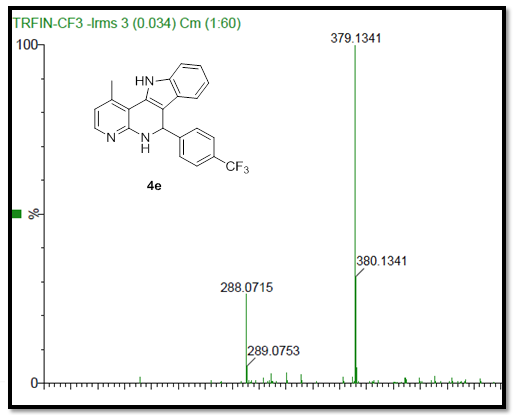 TRFIN-CF3 -lrms 3 (0.034) Cm (1:60)
379.1341
100
HN
N
N
H
CF3
4e
%
380.1341
288.0715
289.0753
0